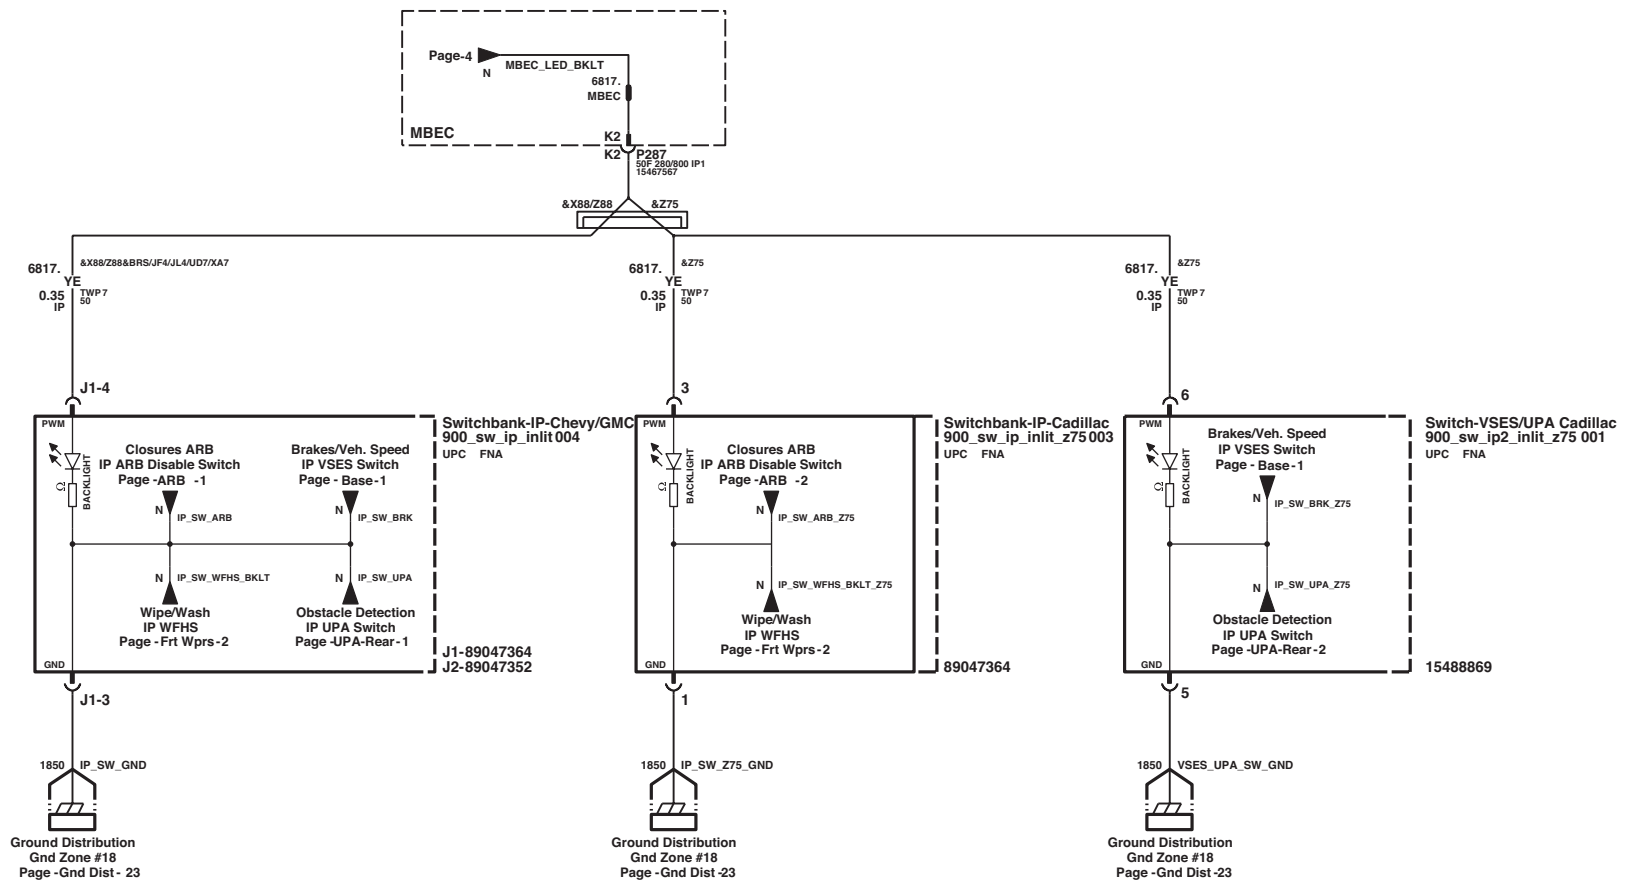 Page-4
N
MBEC_LED_BKLT
6817.
MBEC
MBEC
K2
K2 P287
50F 280/800 IP1
15467567
&X88/Z88 &Z75
6817.
&X88/Z88&BRS/JF4/JL4/UD7/XA7
YE
0.35
TWP7
50
IP
6817.
&Z75
YE
0.35
TWP7
50
IP
6817.
&Z75
YE
0.35
TWP7
50
IP
J1-4
PWM
BACKLIGHT
Ω
Closures ARB
IP ARB Disable Switch
Page -ARB -1
N
IP_SW_ARB
Brakes/Veh. Speed
IP VSES Switch
Page - Base-1
N
IP_SW_BRK
N
IP_SW_WFHS_BKLT
Wipe/Wash
IP WFHS
Page - Frt Wprs-2
N
IP_SW_UPA
Obstacle Detection
IP UPA Switch
Page -UPA-Rear-1
GND
Switchbank-IP-Chevy/GMC
900_sw_ip_inlit 004
UPC FNA
J1-89047364
J2-89047352
J1-3
1850 IP_SW_GND
Ground Distribution
Gnd Zone #18
Page -Gnd Dist- 23
3
PWM
BACKLIGHT
Ω
Closures ARB
IP ARB Disable Switch
Page -ARB -2
N
IP_SW_ARB_Z75
N
IP_SW_WFHS_BKLT_Z75
Wipe/Wash
IP WFHS
Page - Frt Wprs-2
GND
Switchbank-IP-Cadillac
900_sw_ip_inlit_z75 003
UPC FNA
89047364
1
1850 IP_SW_Z75_GND
Ground Distribution
Gnd Zone #18
Page -Gnd Dist -23
6
PWM
BACKLIGHT
Ω
Brakes/Veh. Speed
IP VSES Switch
Page - Base-1
N
IP_SW_BRK_Z75
N
IP_SW_UPA_Z75
Obstacle Detection
IP UPA Switch
Page -UPA-Rear-2
GND
Switch-VSES/UPA Cadillac
900_sw_ip2_inlit_z75 001
UPC FNA
15488869
5
1850 VSES_UPA_SW_GND
Ground Distribution
Gnd Zone #18
Page -Gnd Dist -23